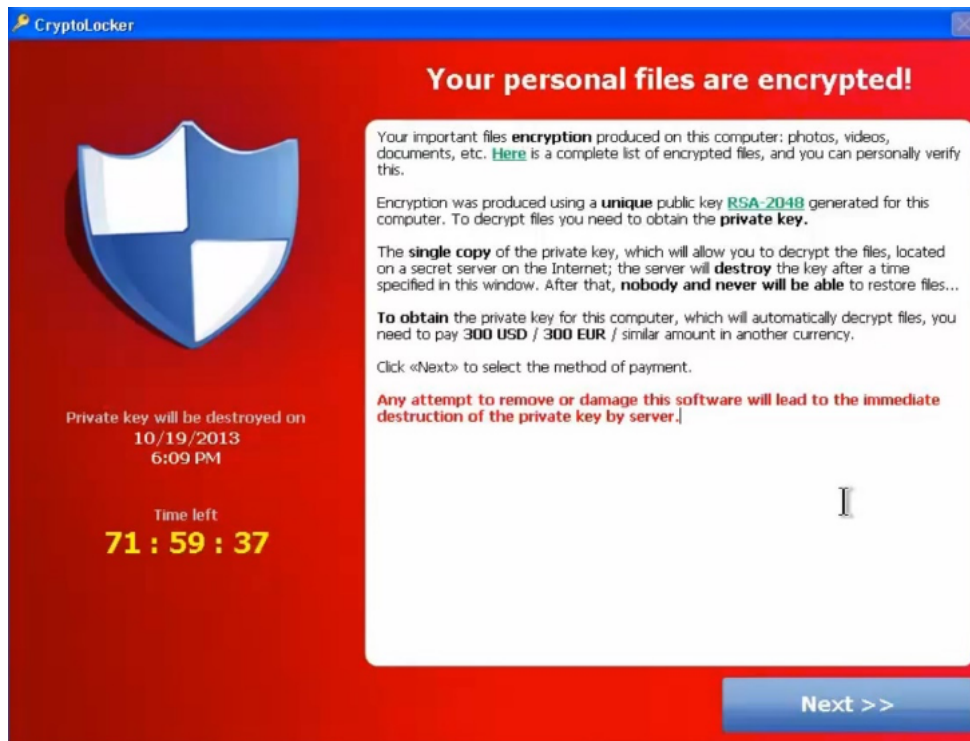 CryptoLocker
Your personal files are encrypted!
Your important files encryption produced on this computer: photos, videos,
documents, etc. Here is a complete list of encrypted files, and you can personally verify
this.
Encryption was produced using a unique public key RSA-2048 generated for this
computer. To decrypt files you need to obtain the private key.
The single copy of the private key, which will allow you to decrypt the files, located
on a secret server on the Internet; the server will destroy the key after a time
specified in this window. After that, nobody and never will be able to restore files...
To obtain the private key for this computer, which will automatically decrypt files, you
need to pay 300 USD / 300 EUR / similar amount in another currency.
Click «Next» to select the method of payment.
Any attempt to remove or damage this software will lead to the immediate
destruction of the private key by server.
Private key will be destroyed on
10/19/2013
6:09 PM
Time left
71 : 59 : 37
Next >>